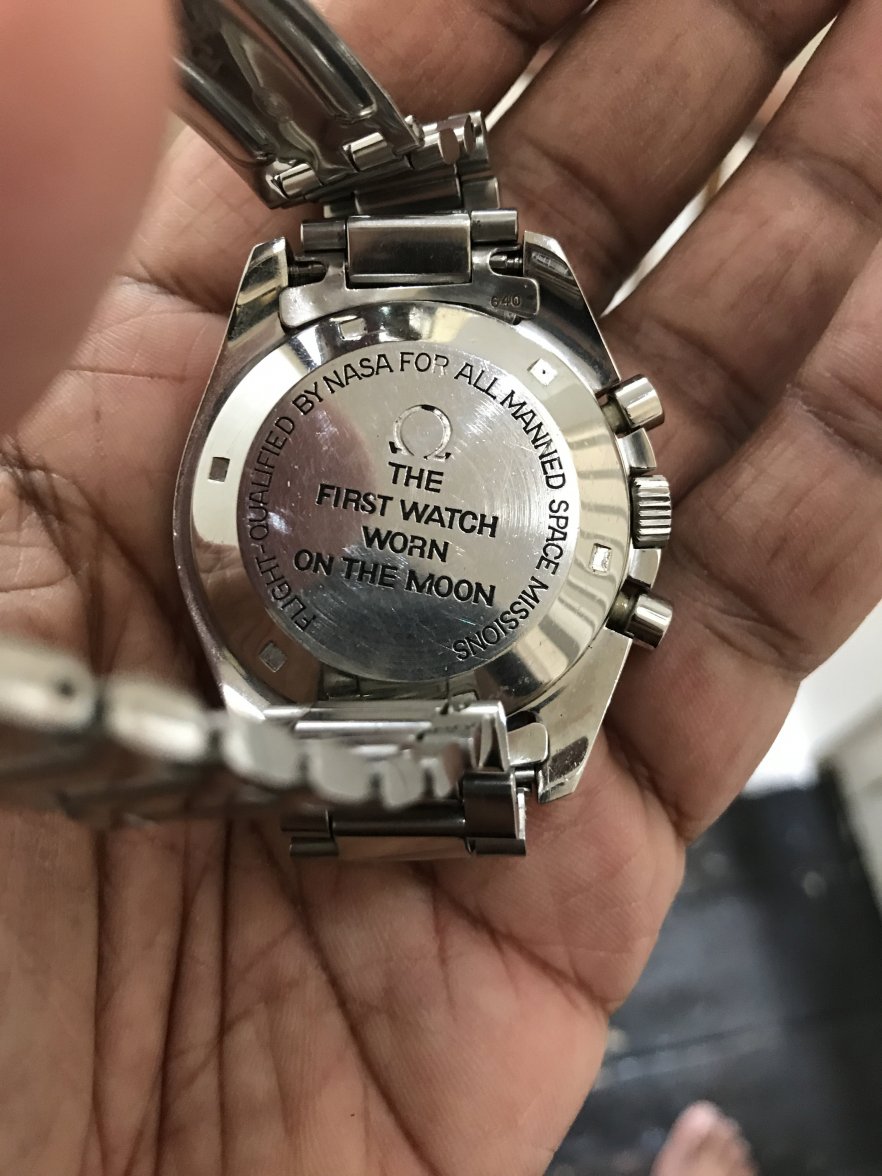 640
FLIGHT-QUALIFIED BY NASA FOR ALL MANNED SPACE MISSIONS
Ω
THE
FIRST WATCH
WORN
ON THE MOON